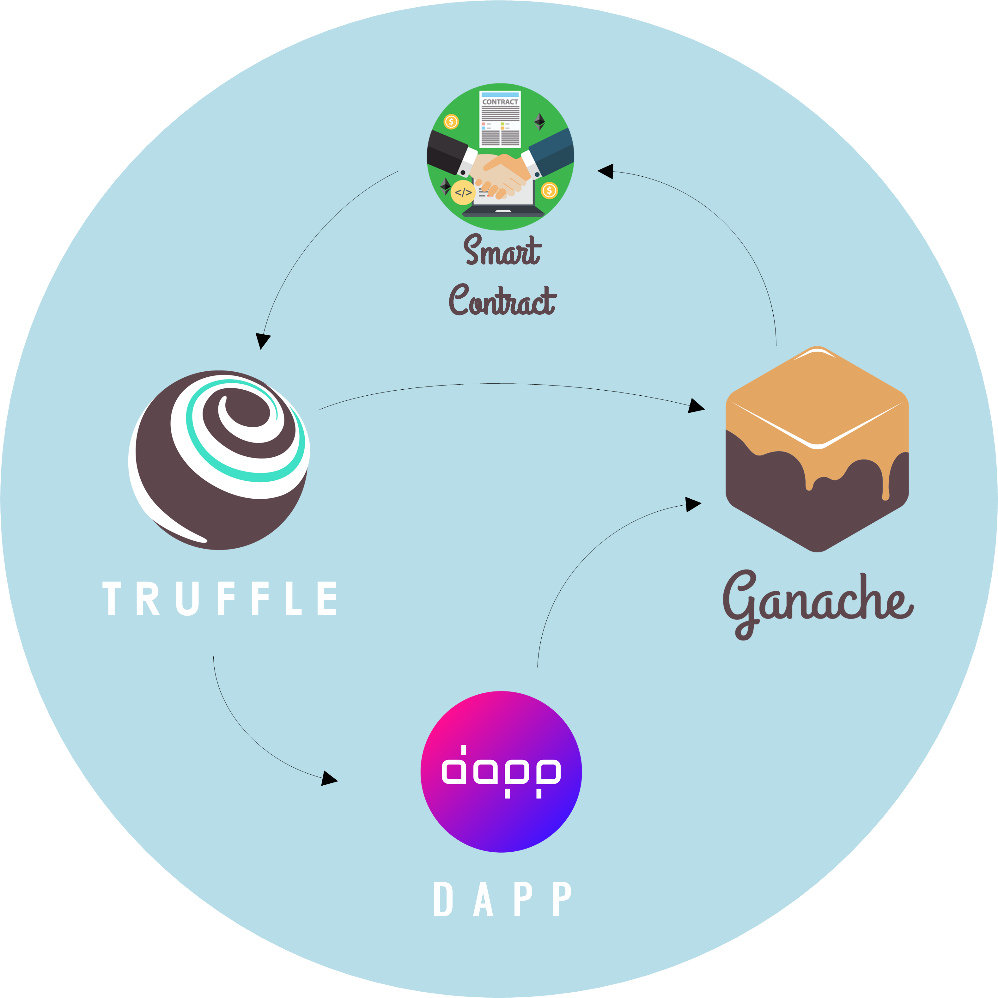 CONTRACT
</>
Smart
Contract
TRUFFLE
Ganache
dapp
DAPP